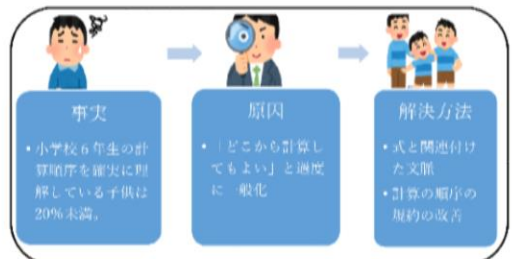 事実
• 小学校6年生の計
算順序を確実に理
解している子供は
20%未満。
原因
• 「どこから計算し
てもよい」と過度
に一般化
解決方法
• 式と関連付け
た文脈
• 計算の順序の
規約の改善